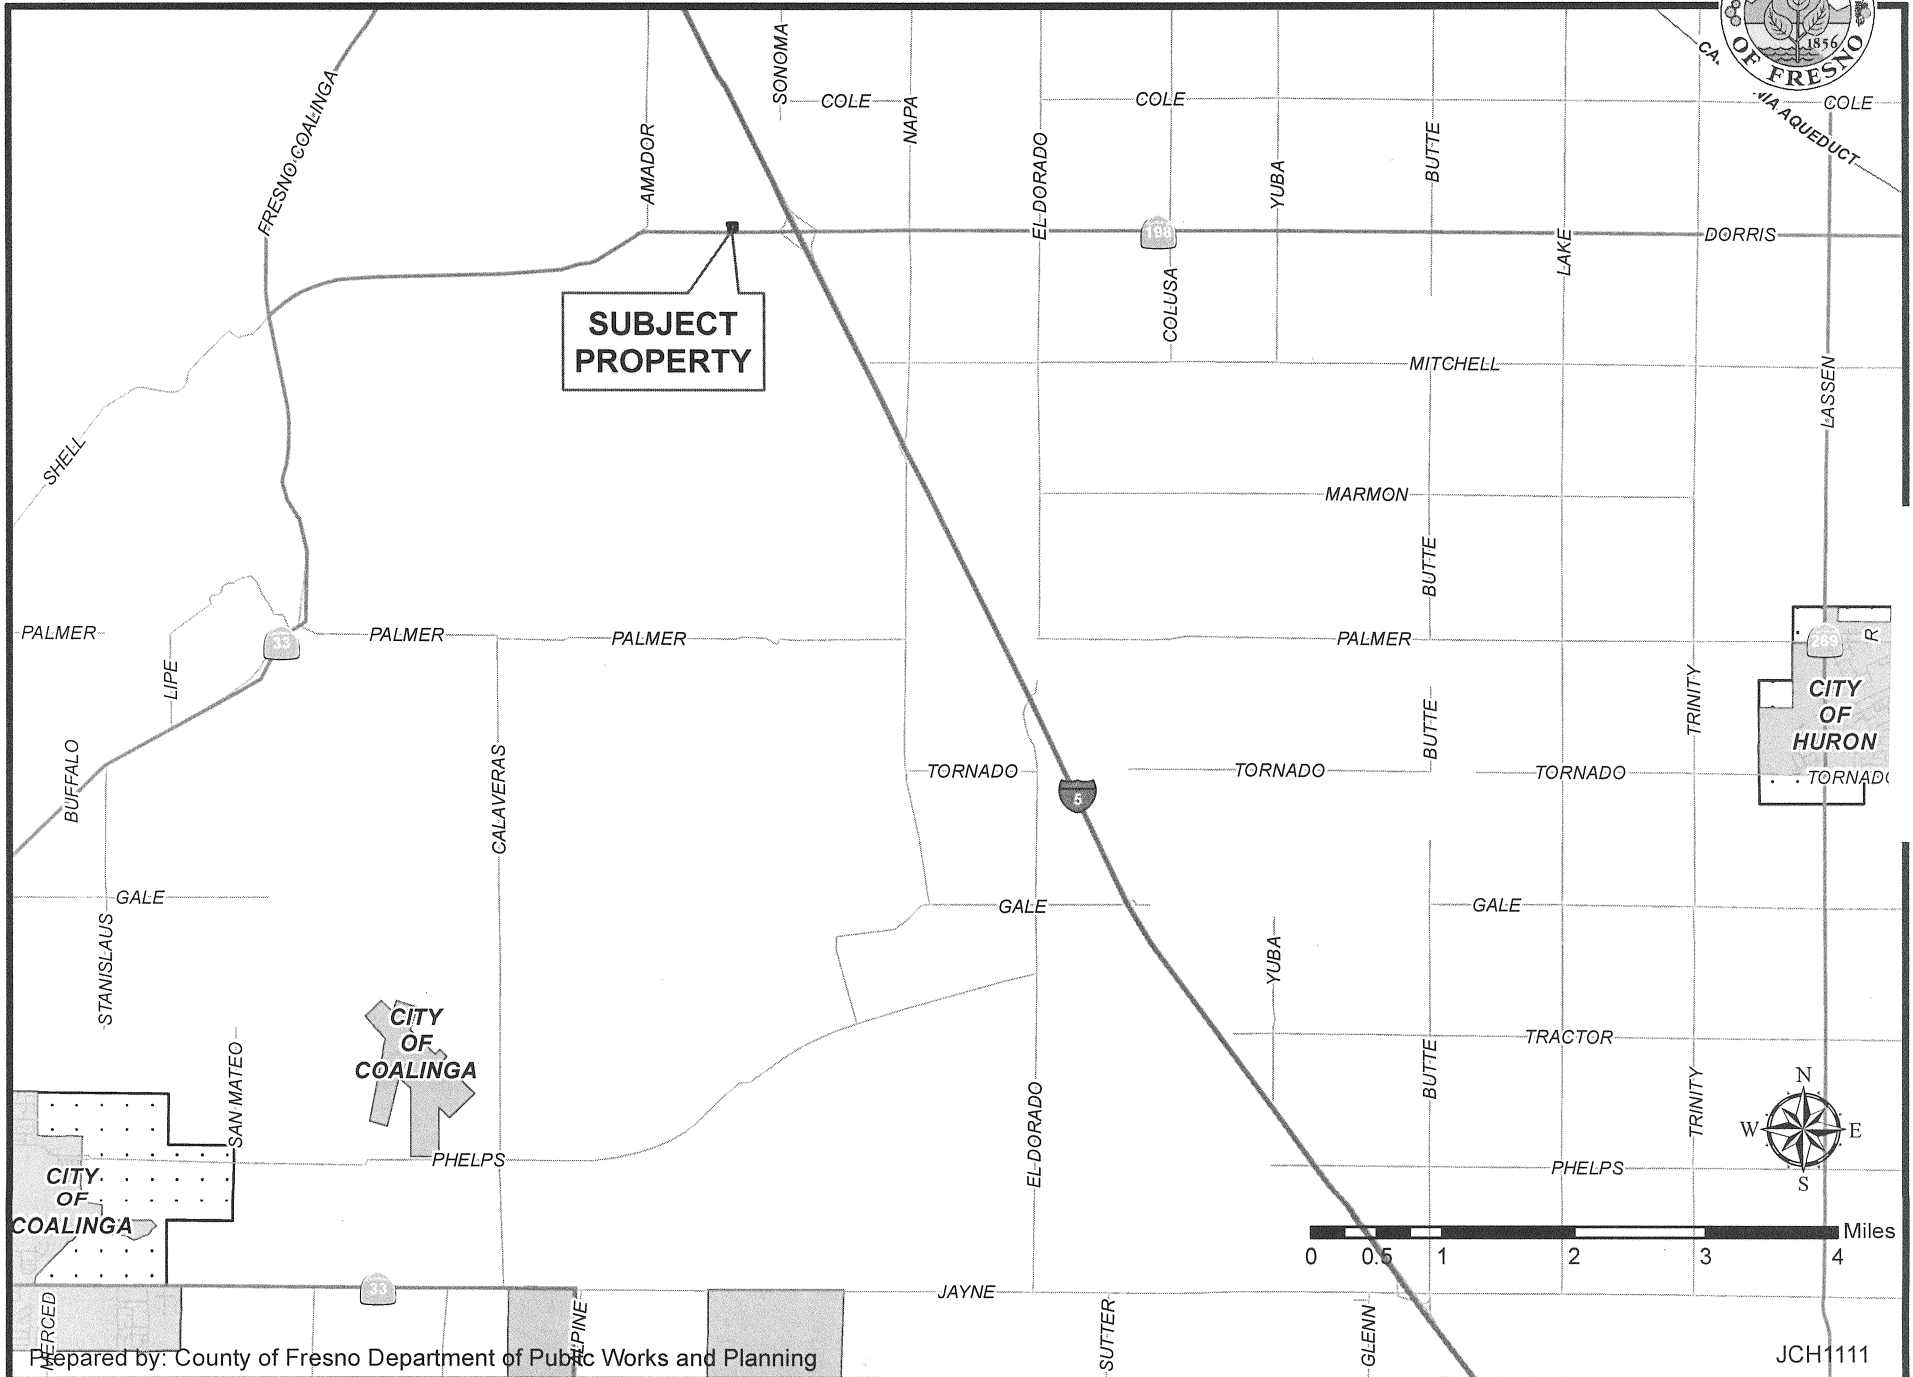 1856
OF FRESNO
SONOMA
COLE
NAPA
COLE
COLE
NIA AQUEDUCT
FRESNO-COALINGA
AMADOR
EL DORADO
YUBA
BUTTE
198
DORRIS
LAKE
COLUSA
SUBJECT
PROPERTY
MITCHELL
LASSEN
SHELL
MARMON
BUTTE
PALMER
33
PALMER
PALMER
PALMER
269
R
LIPE
TRINITY
CITY
OF
HURON
BUTTE
BUFFALO
CALAVERAS
TORNADO
5
TORNADO
TORNADO
TORNADO
GALE
GALE
GALE
STANISLAUS
YUBA
CITY
OF
COALINGA
TRACTOR
SAN MATEO
BUTTE
TRINITY
EL DORADO
N
W E
S
PHELPS
PHELPS
CITY
OF
COALINGA
Miles
0 0.5 1 2 3 4
33
JAYNE
MERCED
SUTTER
GLENN
Prepared by: County of Fresno Department of Public Works and Planning
JCH1111